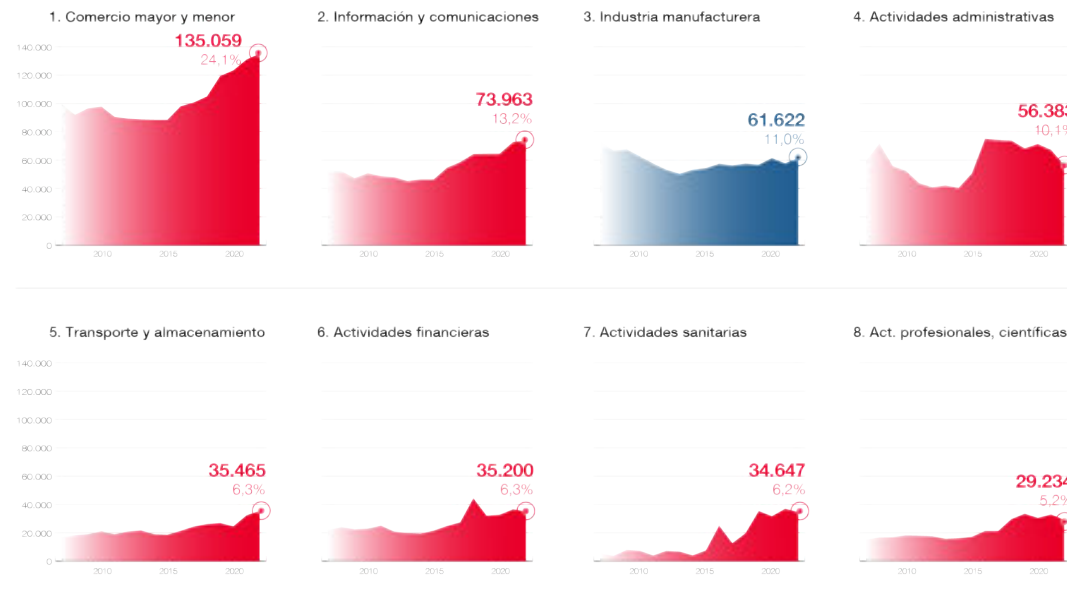 1. Comercio mayor y menor
135.059
24,1%
140.000
120.000
100.000
80.000
60.000
40.000
20.000
0
2010 2015 2020
2. Información y comunicaciones
73.963
13,2%
2010 2015 2020
3. Industria manufacturera
61.622
11,0%
2010 2015 2020
4. Actividades administrativas
56.383
10,1%
2010 2015 2020
5. Transporte y almacenamiento
140.000
120.000
100.000
80.000
60.000
40.000
20.000
0
35.465
6,3%
2010 2015 2020
6. Actividades financieras
35.200
6,3%
2010 2015 2020
7. Actividades sanitarias
34.647
6,2%
2010 2015 2020
8. Act. profesionales, científicas
29.234
5,2%
2010 2015 2020